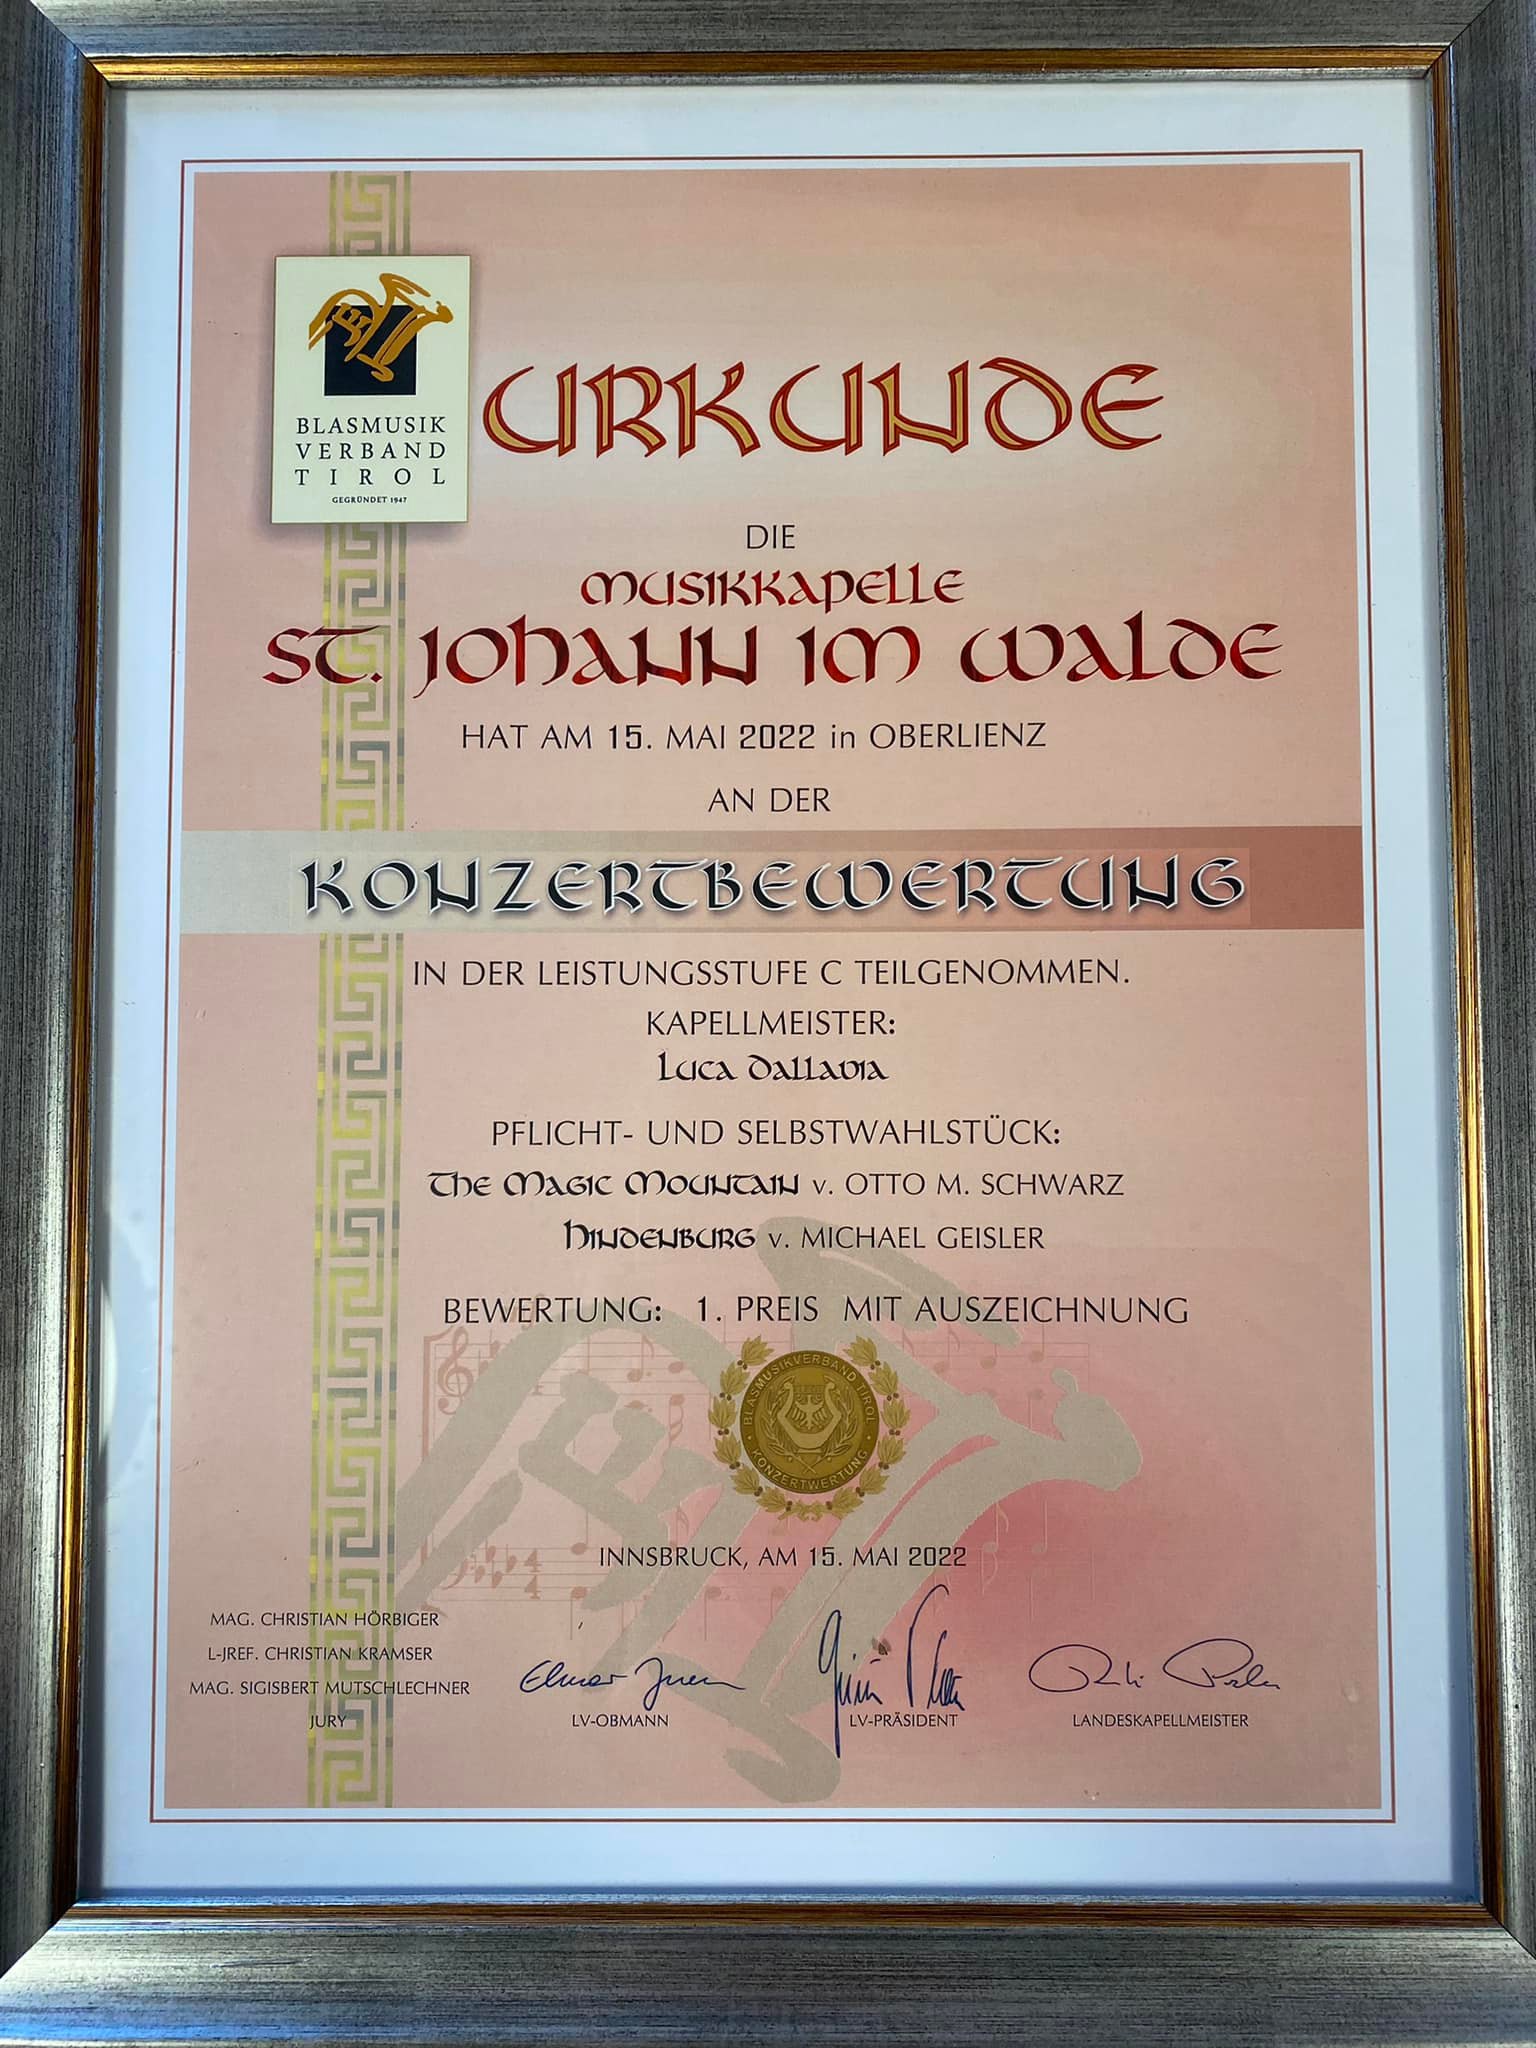 BLASMUSIK
VERBAND
TIROL
GEGRÜNDET 1947
URKUNDE
DIE
MUSIKKAPELLE
ST. JOHANN IM WALDE
HAT AM 15. MAI 2022 in OBERLIENZ
AN DER
KONZERTBEWERTUNG
IN DER LEISTUNGSSTUFE C TEILGENOMMEN.
KAPELLMEISTER:
Luca Dallavia
PFLICHT- UND SELBSTWAHLSTÜCK:
The Magic Mountain v. OTTO M. SCHWARZ
Hindenburg v. MICHAEL GEISLER
BEWERTUNG: 1. PREIS MIT AUSZEICHNUNG
BLASMUSIKVERBAND TIROL
KONZERTWERTUNG
INNSBRUCK, AM 15. MAI 2022
MAG. CHRISTIAN HÖRBIGER
L-JREF. CHRISTIAN KRAMSER
MAG. SIGISBERT MUTSCHLECHNER
JURY
Elmar
LV-OBMANN
LV-PRÄSIDENT
LANDESKAPELLMEISTER